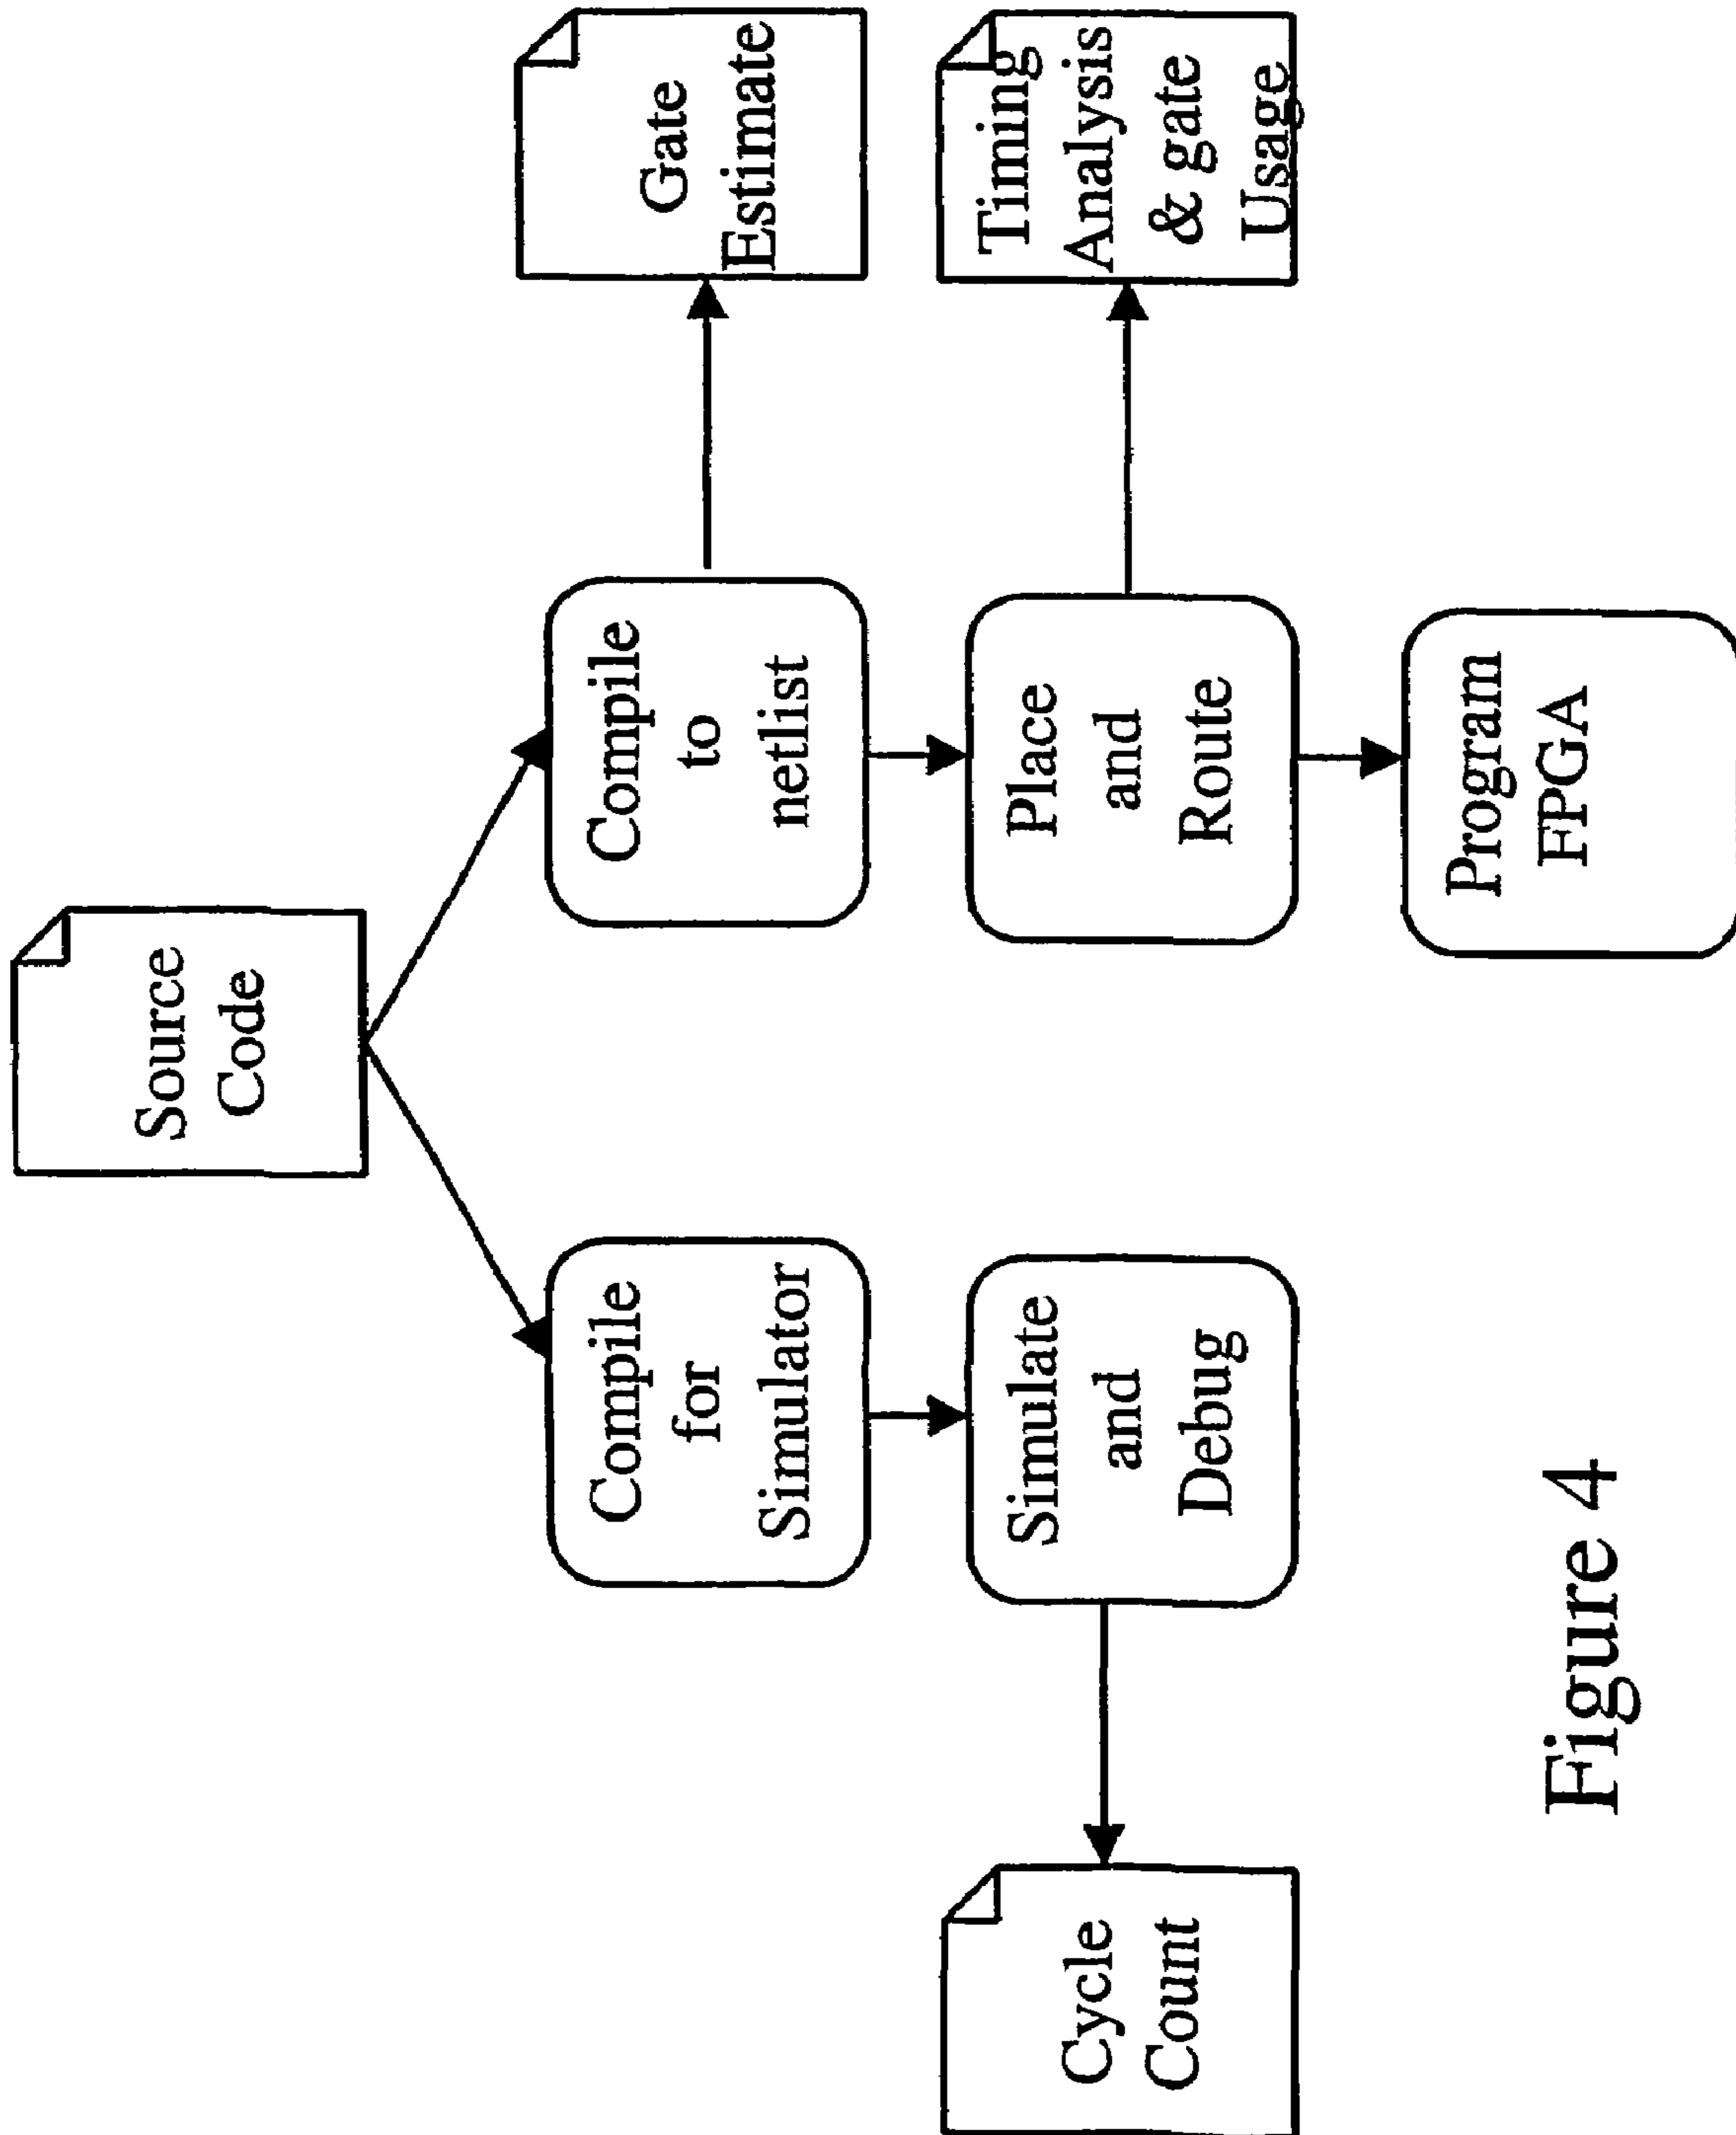 Source
Code
Compile
for
Simulator
Compile
to
netlist
Gate
Estimate
Cycle
Count
Simulate
and
Debug
Place
and
Route
Timing
Analysis
& gate
Usage
Program
FPGA
Figure 4